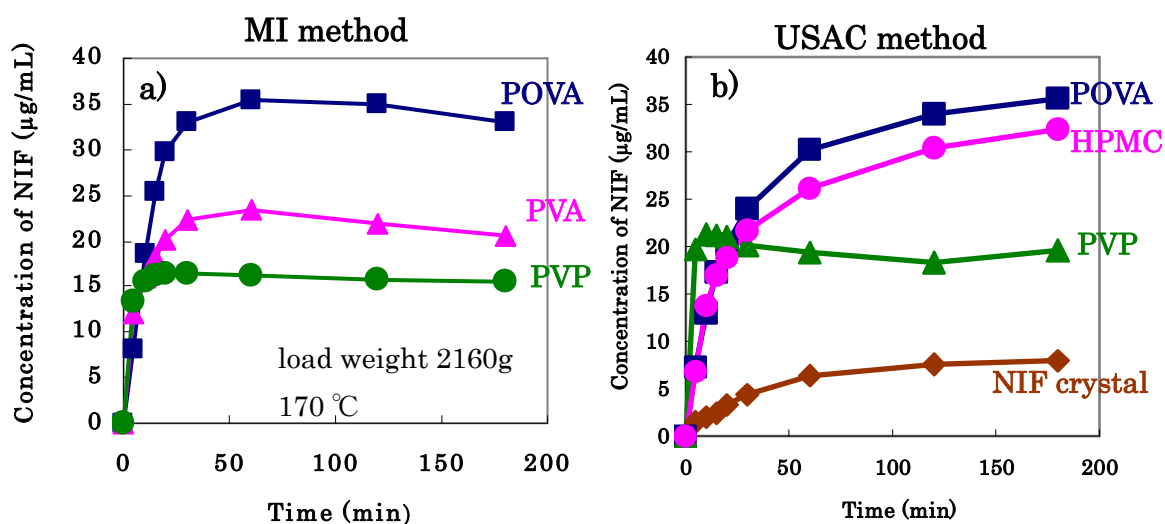 MI method
a)
Concentration of NIF (µg/mL)
40
35
30
25
20
15
10
5
0
POVA
PVA
PVP
load weight 2160g
170 ℃
0
50
100
150
200
Time (min)
USAC method
b)
Concentration of NIF (µg/mL)
40
35
30
25
20
15
10
5
0
POVA
HPMC
PVP
NIF crystal
0
50
100
150
200
Time (min)